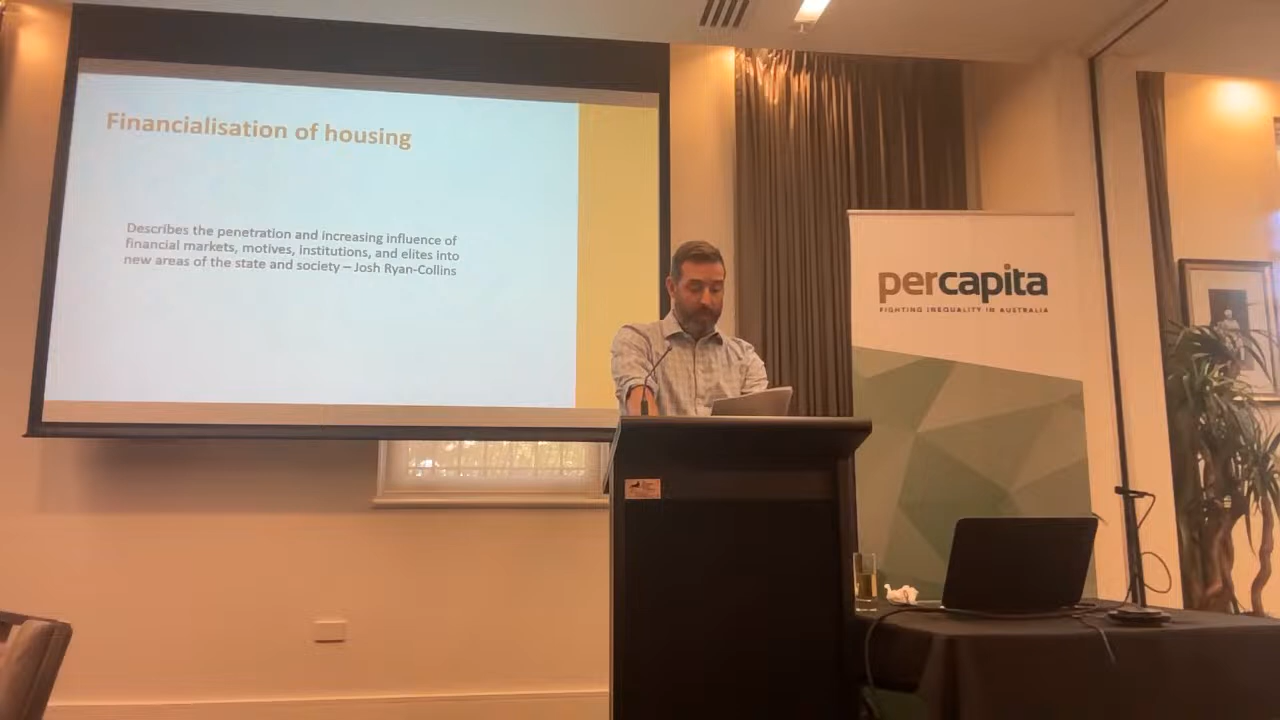 Financialisation of housing
Describes the penetration and increasing influence of
financial markets, motives, institutions, and elites into
new areas of the state and society – Josh Ryan-Collins
percapita
FIGHTING INEQUALITY IN AUSTRALIA